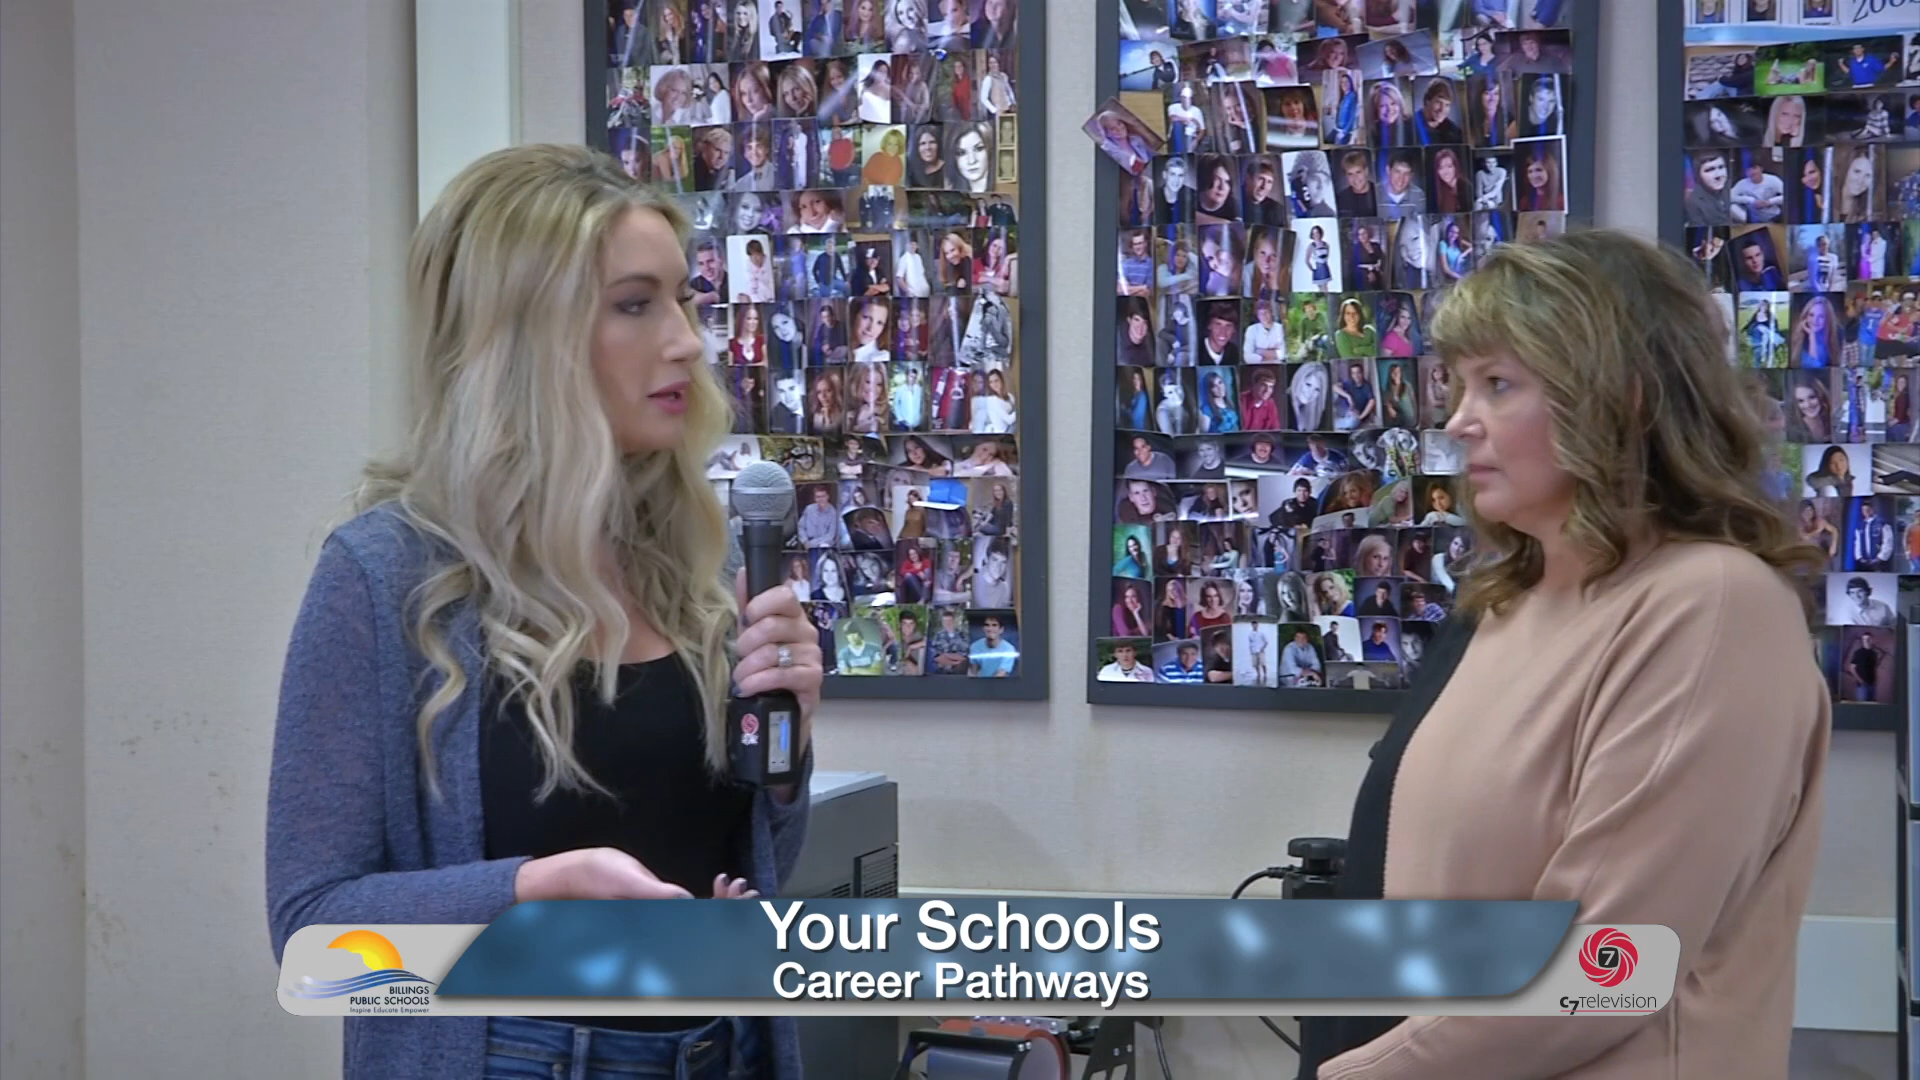 Your Schools
Career Pathways
BILLINGS
PUBLIC SCHOOLS
Inspire Educate Empower
7
C7TELEVISION